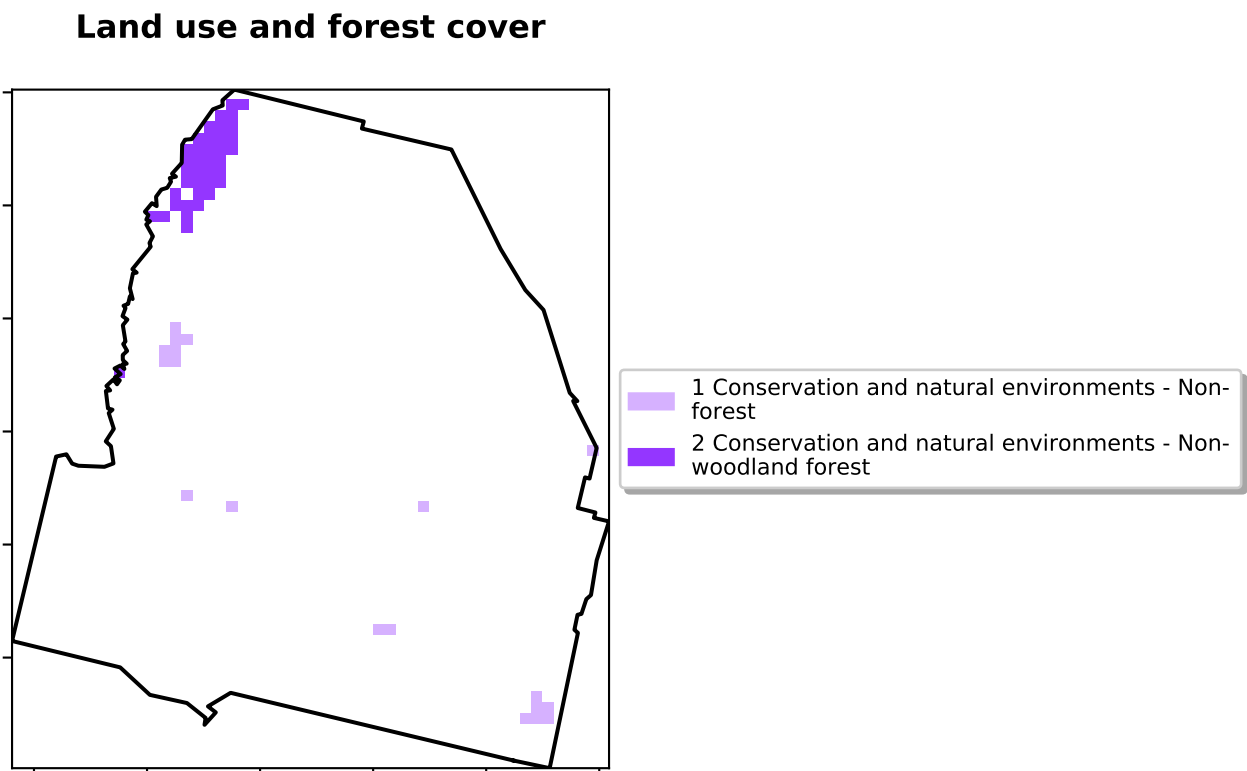 Land use and forest cover
1 Conservation and natural environments - Non-
forest
2 Conservation and natural environments - Non-
woodland forest